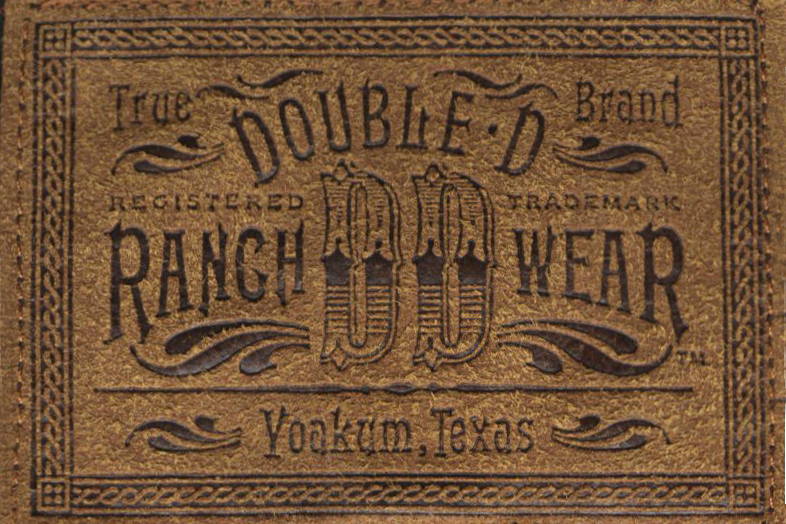 True DOUBLE·D Brand
REGISTERED DD TRADEMARK
RANCH WEAR
TM
Yoakum, Texas